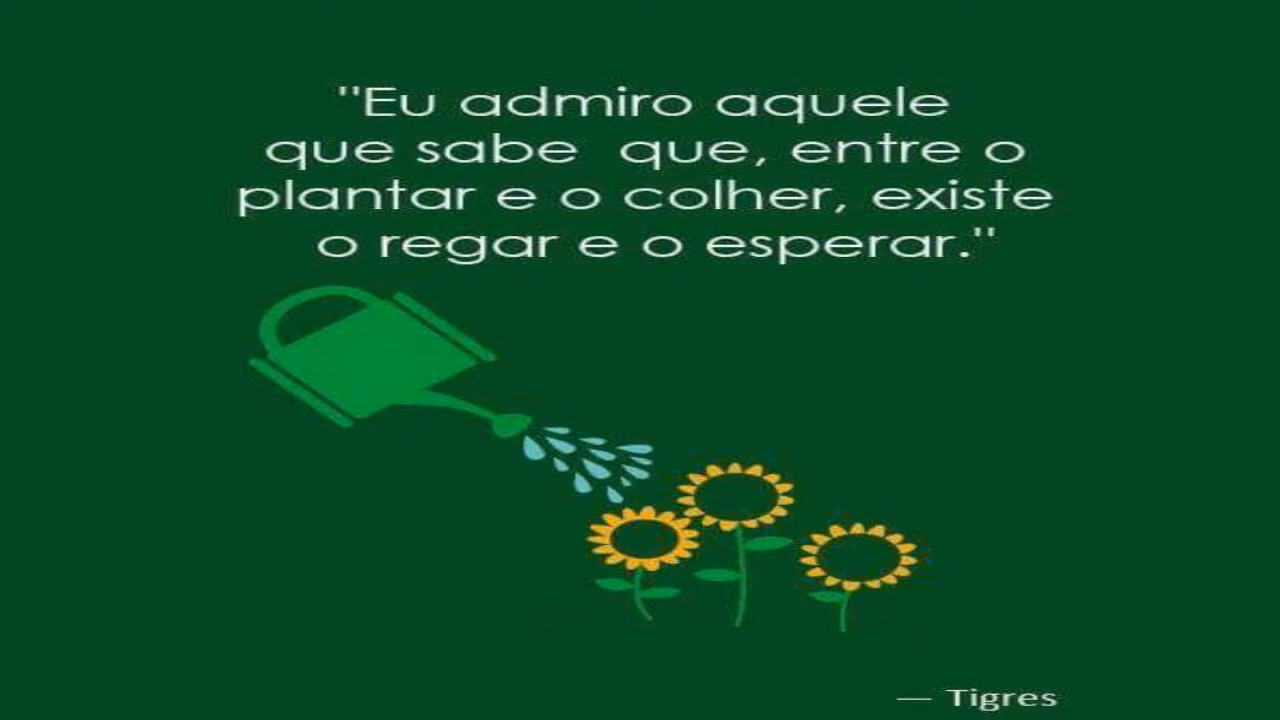 "Eu admiro aquele
que sabe que, entre o
plantar e o colher, existe
o regar e o esperar."
— Tigres